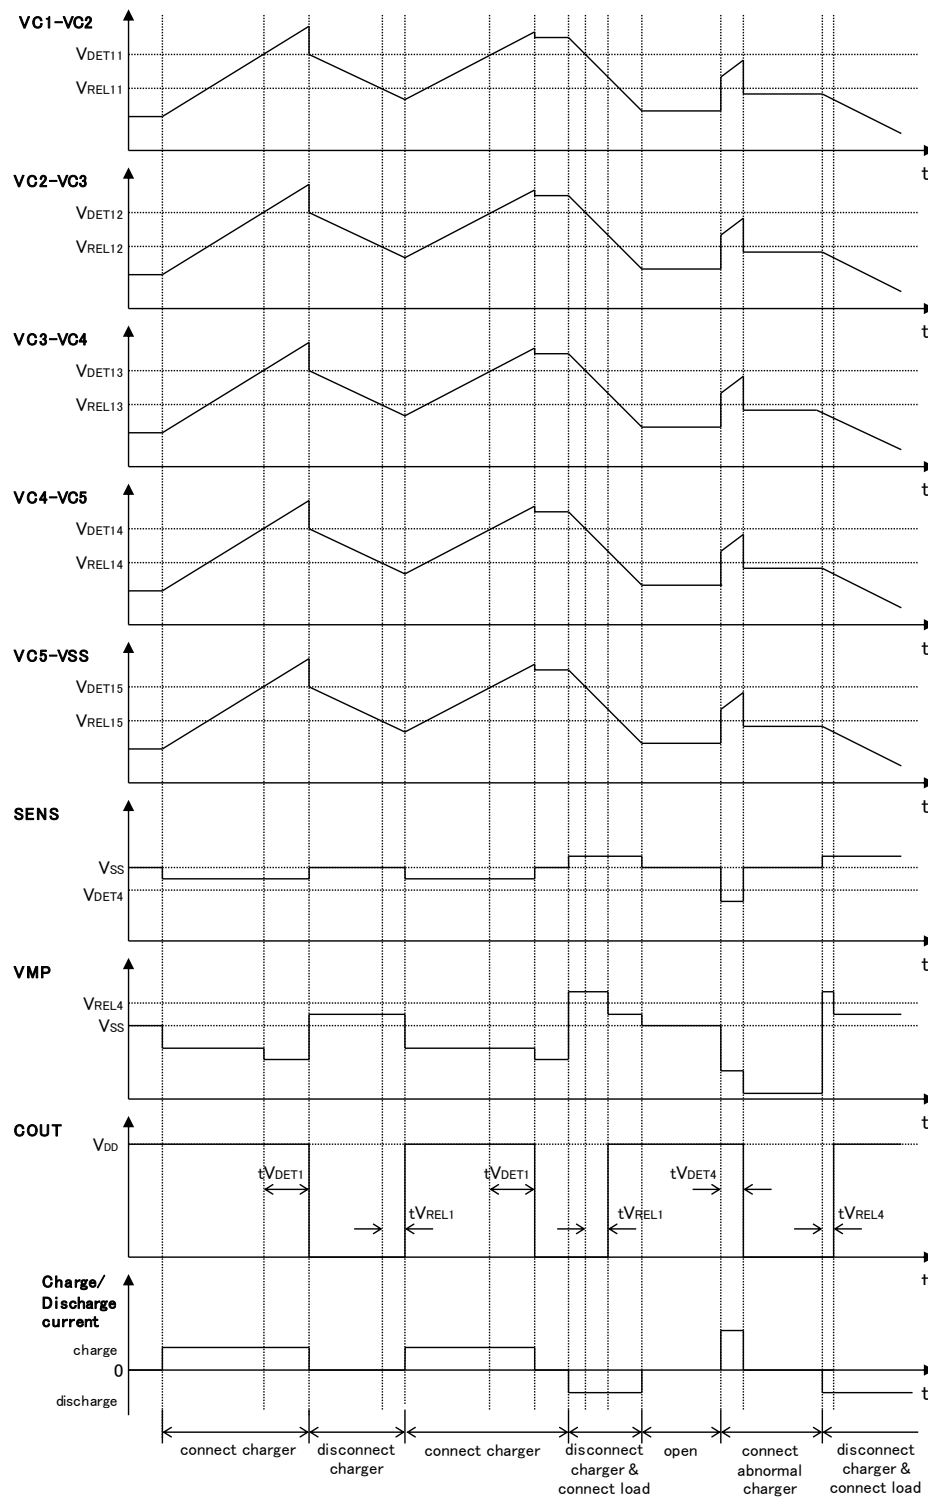 VC1-VC2
VDET11
VREL11
t
VC2-VC3
VDET12
VREL12
t
VC3-VC4
VDET13
VREL13
t
VC4-VC5
VDET14
VREL14
t
VC5-VSS
VDET15
VREL15
t
SENS
VSS
VDET4
t
VMP
VREL4
VSS
t
COUT
VDD
tVDET1 tVDET1 tVDET4
tVREL1 tVREL1 tVREL4
t
Charge/
Discharge
current
charge
0
t
discharge
connect charger disconnect connect charger disconnect open connect disconnect
charger charger & abnormal charger &
connect load charger connect load